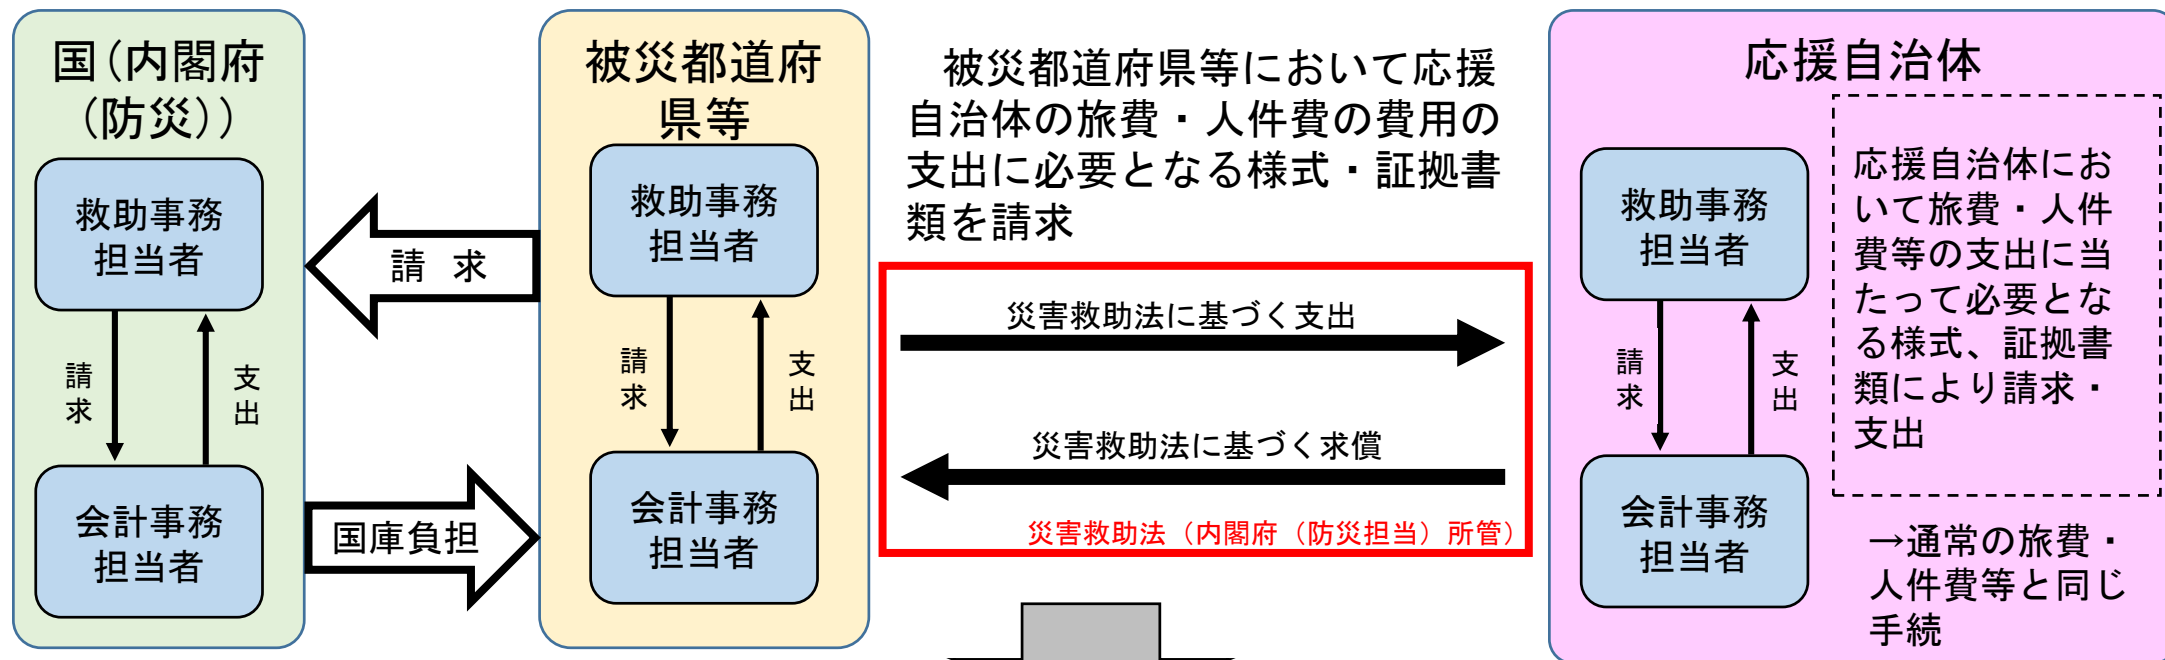 国(内閣府
(防災))
救助事務
担当者
請求
支出
会計事務
担当者
請 求
国庫負担
被災都道府
県等
救助事務
担当者
請求
支出
会計事務
担当者
被災都道府県等において応援
自治体の旅費・人件費の費用の
支出に必要となる様式・証拠書
類を請求
災害救助法に基づく支出
災害救助法に基づく求償
災害救助法（内閣府（防災担当）所管）
応援自治体
救助事務
担当者
請求
支出
会計事務
担当者
応援自治体にお
いて旅費・人件
費等の支出に当
たって必要とな
る様式、証拠書
類により請求・
支出
→通常の旅費・
人件費等と同じ
手続